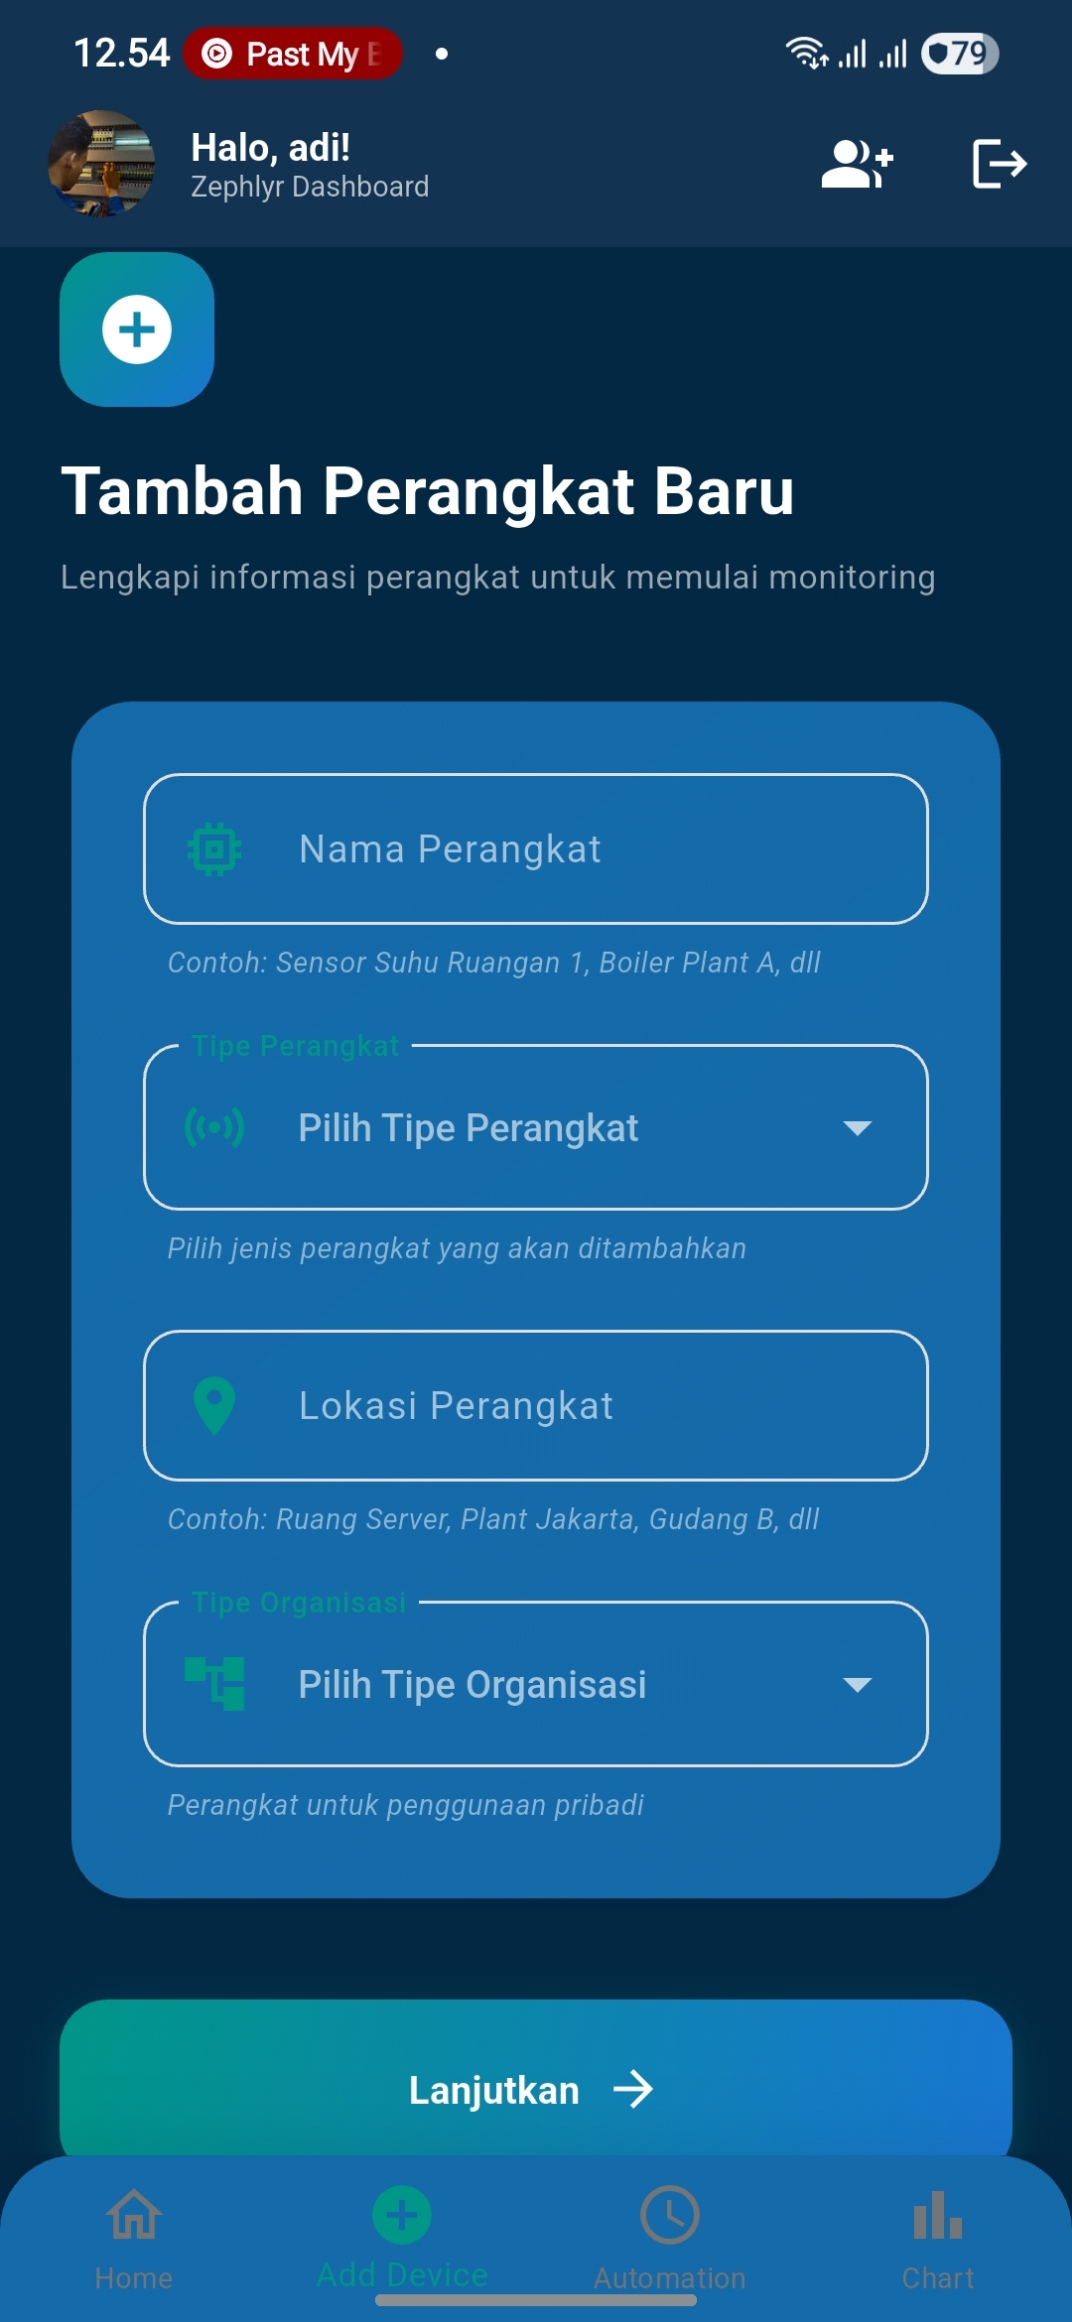 12.54
Past My
79
Halo, adi!
Zephlyr Dashboard
Tambah Perangkat Baru
Lengkapi informasi perangkat untuk memulai monitoring
Nama Perangkat
Contoh: Sensor Suhu Ruangan 1, Boiler Plant A, dll
Tipe Perangkat
Pilih Tipe Perangkat
Pilih jenis perangkat yang akan ditambahkan
Lokasi Perangkat
Contoh: Ruang Server, Plant Jakarta, Gudang B, dll
Tipe Organisasi
Pilih Tipe Organisasi
Perangkat untuk penggunaan pribadi
Lanjutkan
Home
Add Device
Automation
Chart